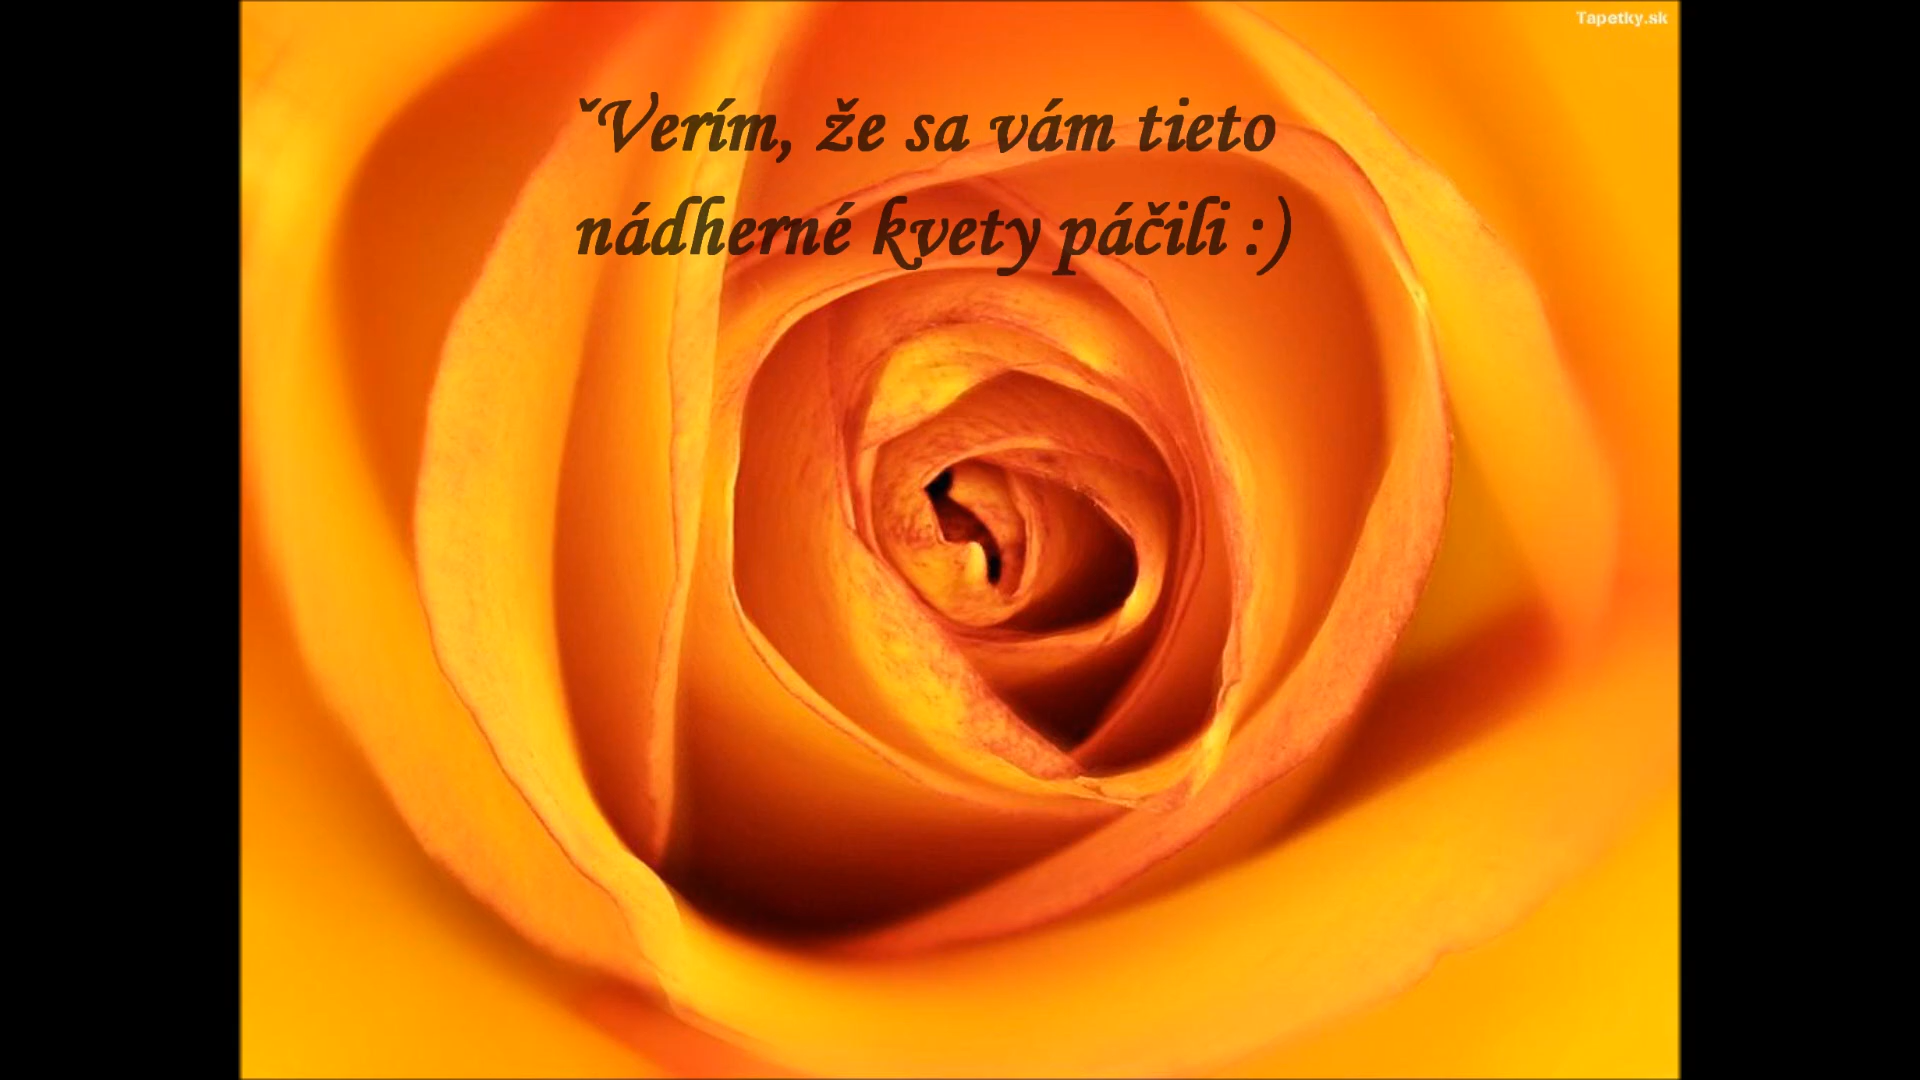 Tapetky.sk
ˇVerím, že sa vám tieto
nádherné kvety páčili :)